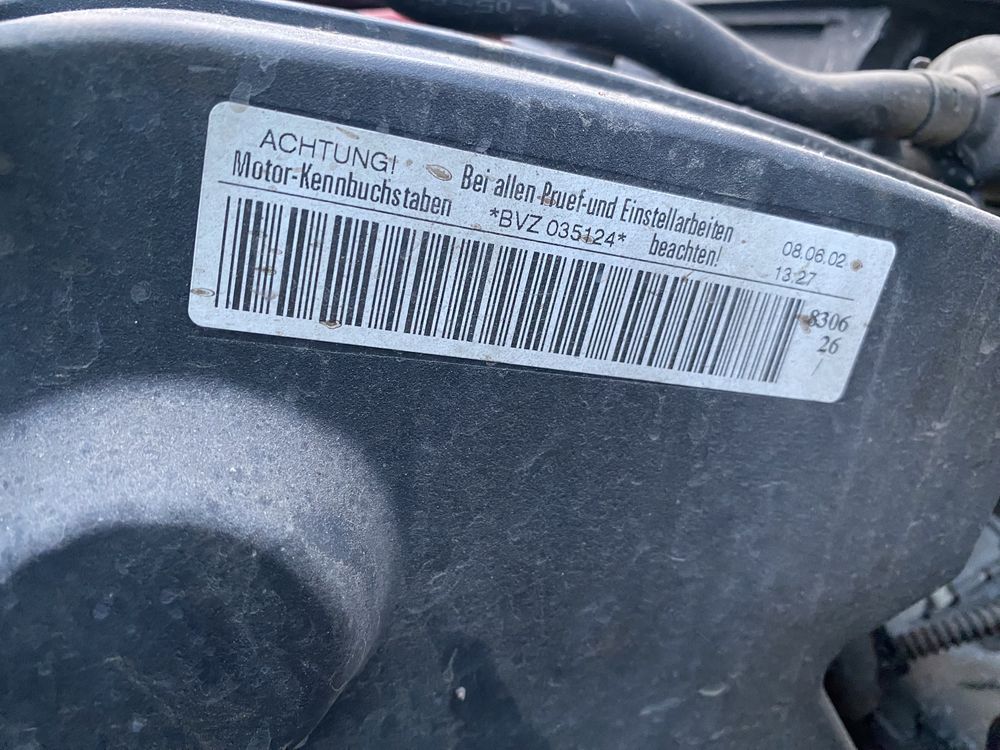 ACHTUNG! Bei allen Pruef-und Einstellarbeiten
Motor-Kennbuchstaben *BVZ 035124* beachten!
08.06.02
13:27
8306
26